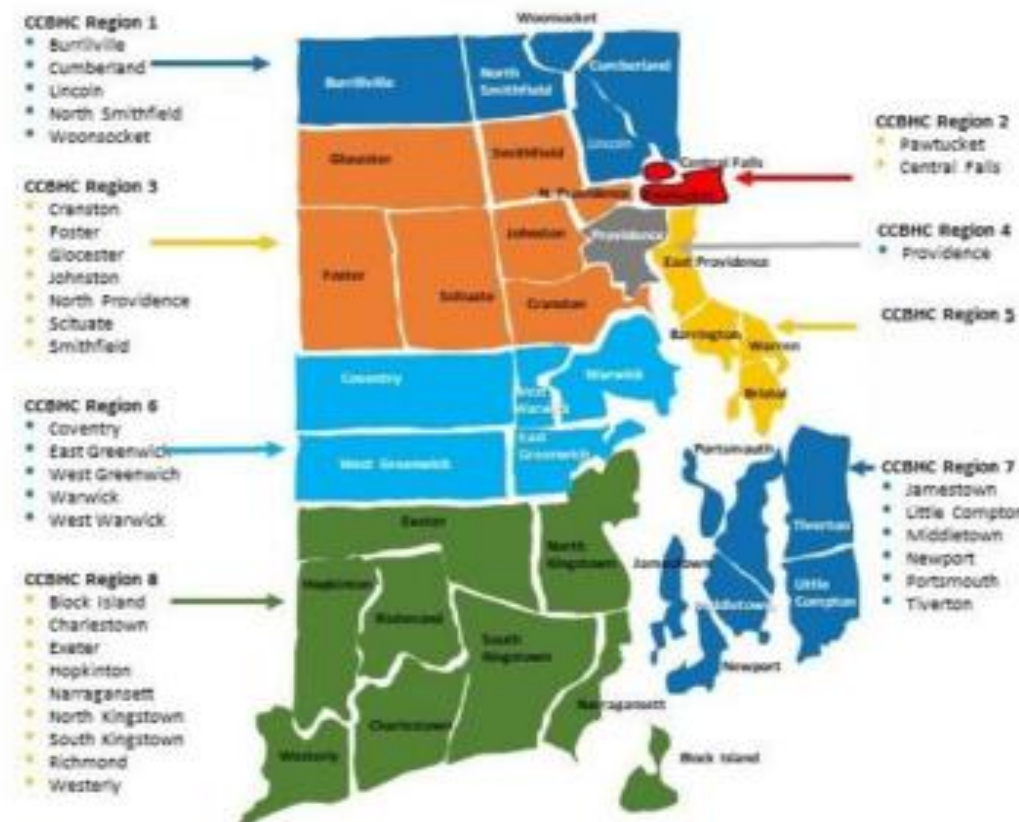 CCBHC Region 1
Burrillville
Cumberland
Lincoln
North Smithfield
Woonsocket
CCBHC Region 3
Cranston
Foster
Glocester
Johnston
North Providence
Scituate
Smithfield
CCBHC Region 6
Coventry
East Greenwich
West Greenwich
Warwick
West Warwick
CCBHC Region 8
Block Island
Charlestown
Exeter
Hopkinton
Narragansett
North Kingstown
South Kingstown
Richmond
Westerly
Woonsocket
Burrillville
North
Smithfield
Cumberland
Lincoln
Glocester
Smithfield
Central Falls
N. Providence
Foster
Scituate
Johnston
Providence
East Providence
Cranston
Barrington
Warren
Bristol
Coventry
West
Warwick
Warwick
West Greenwich
East
Greenwich
Portsmouth
Tiverton
Exeter
North
Kingstown
Jamestown
Hopkinton
Richmond
Middletown
Little
Compton
South
Kingstown
Newport
Charlestown
Narragansett
Westerly
Block Island
CCBHC Region 2
Pawtucket
Central Falls
CCBHC Region 4
Providence
CCBHC Region 5
CCBHC Region 7
Jamestown
Little Compton
Middletown
Newport
Portsmouth
Tiverton